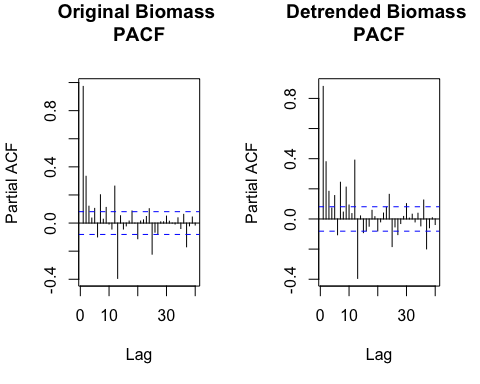 Original Biomass
PACF
Partial ACF
0.8
0.4
0.0
-0.4
0 10 30
Lag
Detrended Biomass
PACF
Partial ACF
0.8
0.4
0.0
-0.4
0 10 30
Lag